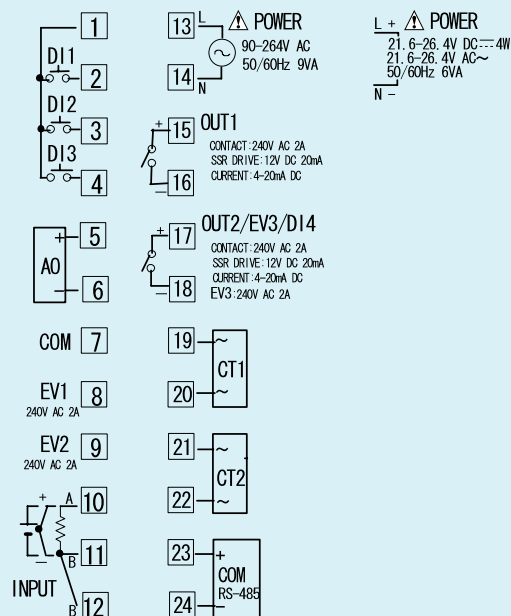 1
DI1
2
DI2
3
DI3
4
+ 5
AO
− 6
COM 7
EV1 8
240V AC 2A
EV2 9
240V AC 2A
+ A 10
− B 11
INPUT
B 12
13 L ⚠ POWER
90-264V AC
50/60Hz 9VA
14 N
+ 15 OUT1
CONTACT:240V AC 2A
SSR DRIVE:12V DC 20mA
CURRENT:4-20mA DC
− 16
+ 17 OUT2/EV3/DI4
CONTACT:240V AC 2A
SSR DRIVE:12V DC 20mA
CURRENT:4-20mA DC
− 18 EV3:240V AC 2A
19 ~
CT1
20 ~
21 ~
CT2
22 ~
23 +
COM
RS-485
24 −
L + ⚠ POWER
21.6-26.4V DC⎓4W
21.6-26.4V AC~
50/60Hz 6VA
N −